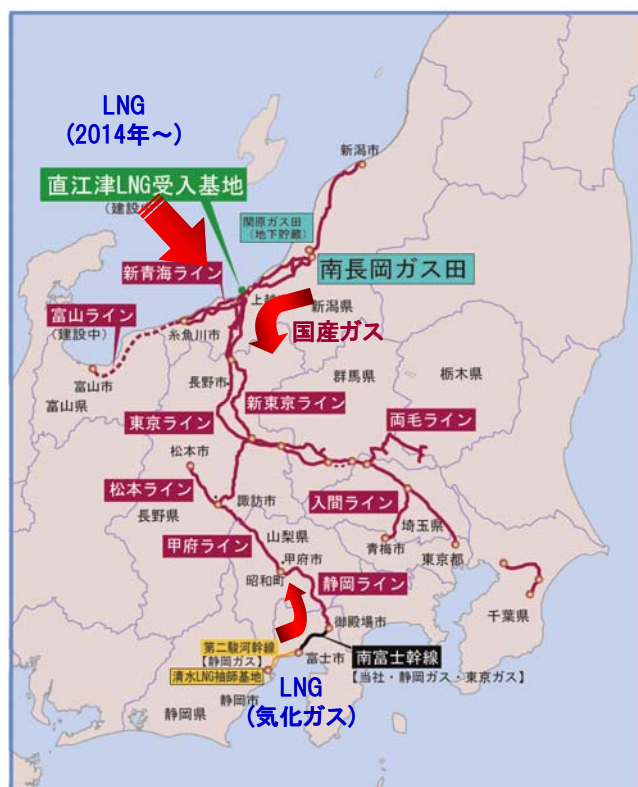 LNG
(2014年～)
新潟市
直江津LNG受入基地
関原ガス田
(地下貯蔵)
南長岡ガス田
新青海ライン
上越
新潟県
富山ライン
(建設中)
糸魚川市
国産ガス
富山市
富山県
長野市
群馬県
栃木県
新東京ライン
東京ライン
両毛ライン
松本市
松本ライン
長野県
諏訪市
入間ライン
埼玉県
山梨県
甲府ライン
甲府市
青梅市
東京都
昭和町
静岡ライン
千葉県
御殿場市
第二駿河幹線
【静岡ガス】
富士市
南富士幹線
【当社・静岡ガス・東京ガス】
清水LNG袖師基地
静岡市
静岡県
LNG
(気化ガス)